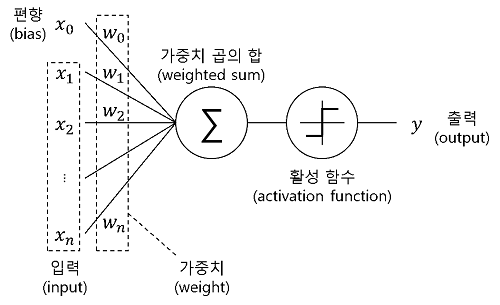 편향
(bias)
x₀
w₀
x₁
w₁
x₂
w₂
...
xₙ
wₙ
입력
(input)
가중치
(weight)
가중치 곱의 합
(weighted sum)
∑
활성 함수
(activation function)
y
출력
(output)